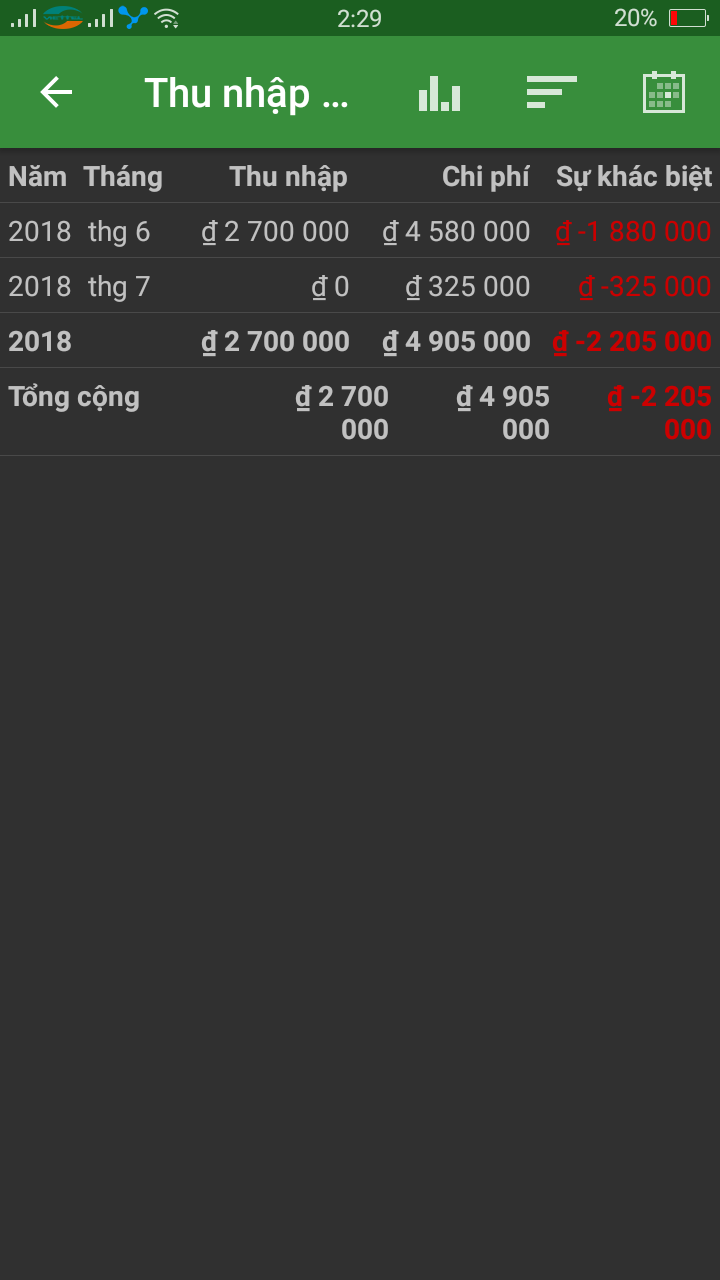 2:29 20%
Thu nhập ...
Năm Tháng Thu nhập Chi phí Sự khác biệt
2018 thg 6 ₫ 2 700 000 ₫ 4 580 000 ₫ -1 880 000
2018 thg 7 ₫ 0 ₫ 325 000 ₫ -325 000
2018 ₫ 2 700 000 ₫ 4 905 000 ₫ -2 205 000
Tổng cộng ₫ 2 700 ₫ 4 905 ₫ -2 205
000 000 000